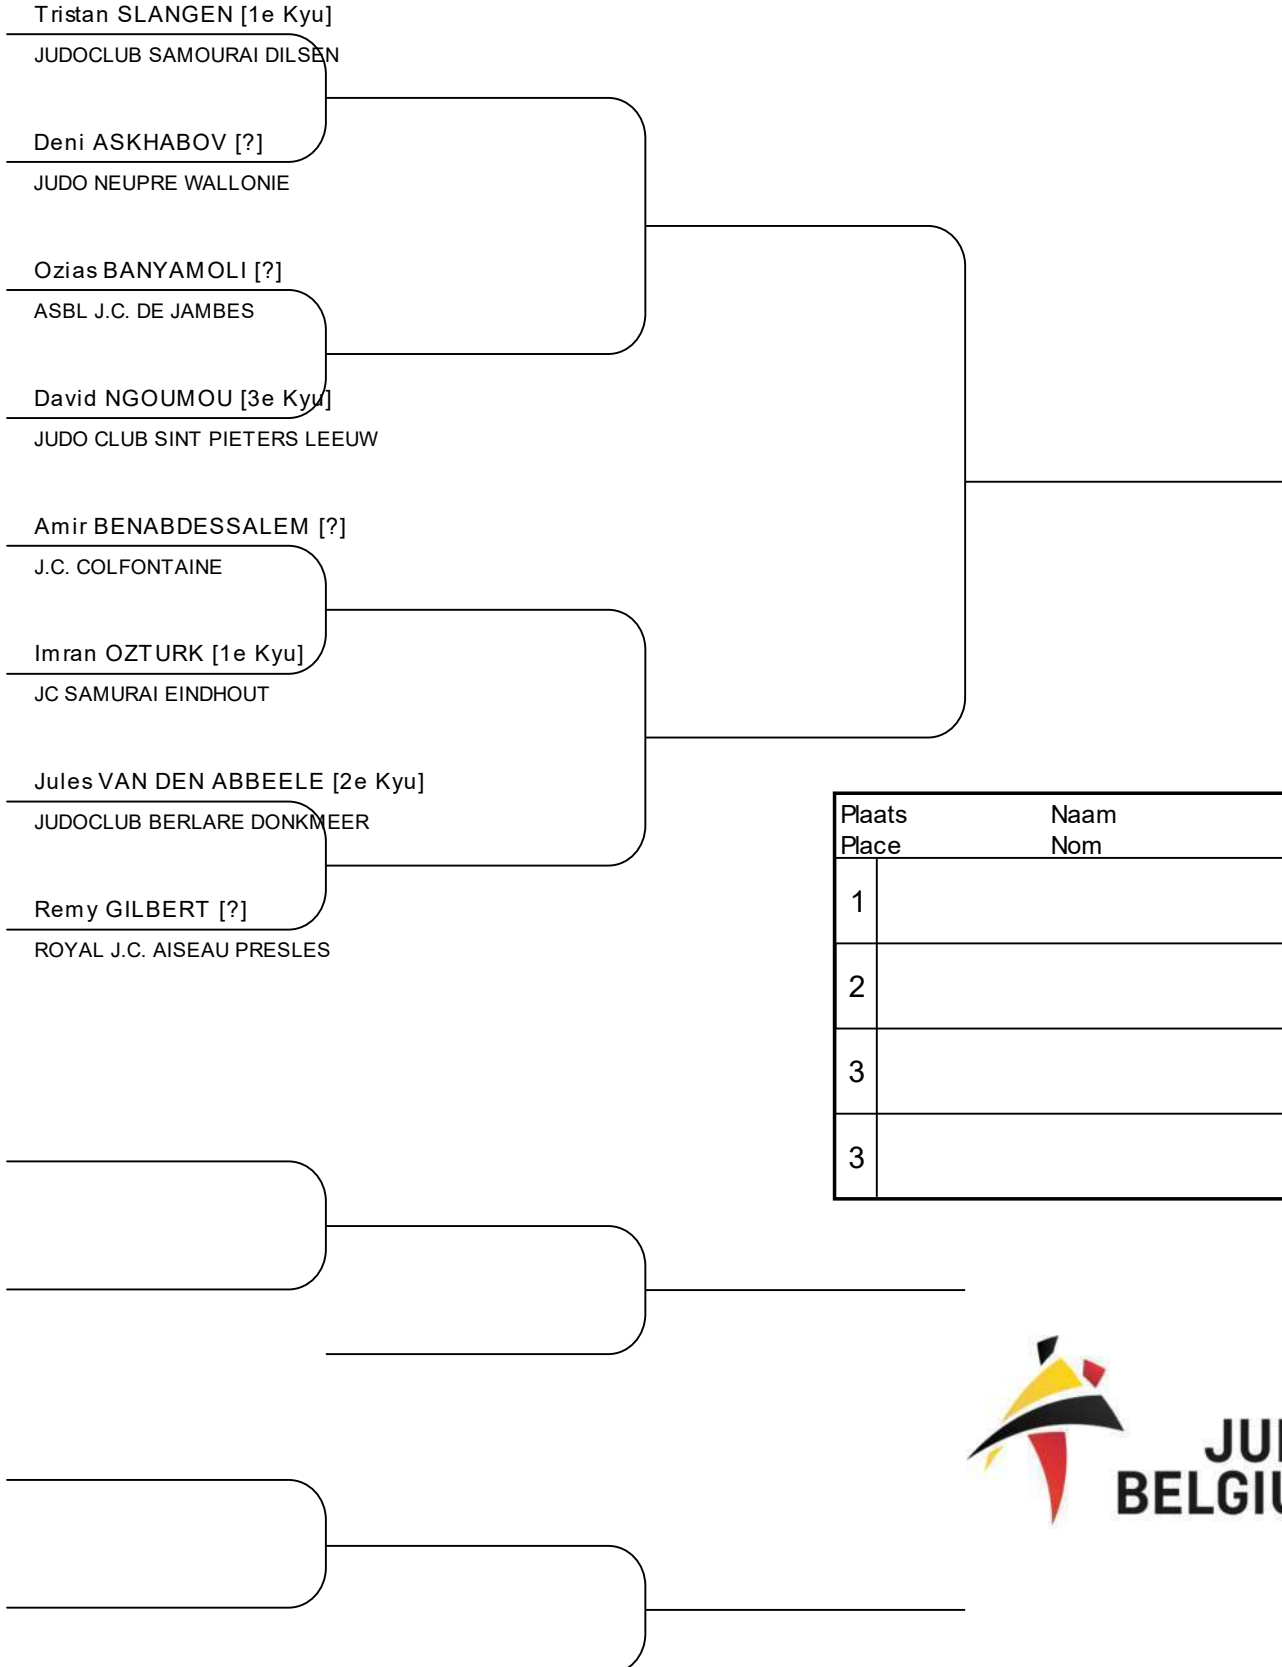 Tristan SLANGEN [1e Kyu]
JUDOCLUB SAMOURAI DILSEN
Deni ASKHABOV [?]
JUDO NEUPRE WALLONIE
Ozias BANYAMOLI [?]
ASBL J.C. DE JAMBES
David NGOUMOU [3e Kyu]
JUDO CLUB SINT PIETERS LEEUW
Amir BENABDESSALEM [?]
J.C. COLFONTAINE
Imran OZTURK [1e Kyu]
JC SAMURAI EINDHOUT
Jules VAN DEN ABBEELE [2e Kyu]
JUDOCLUB BERLARE DONKMEER
Remy GILBERT [?]
ROYAL J.C. AISEAU PRESLES
Plaats Naam
Place Nom
1
2
3
3